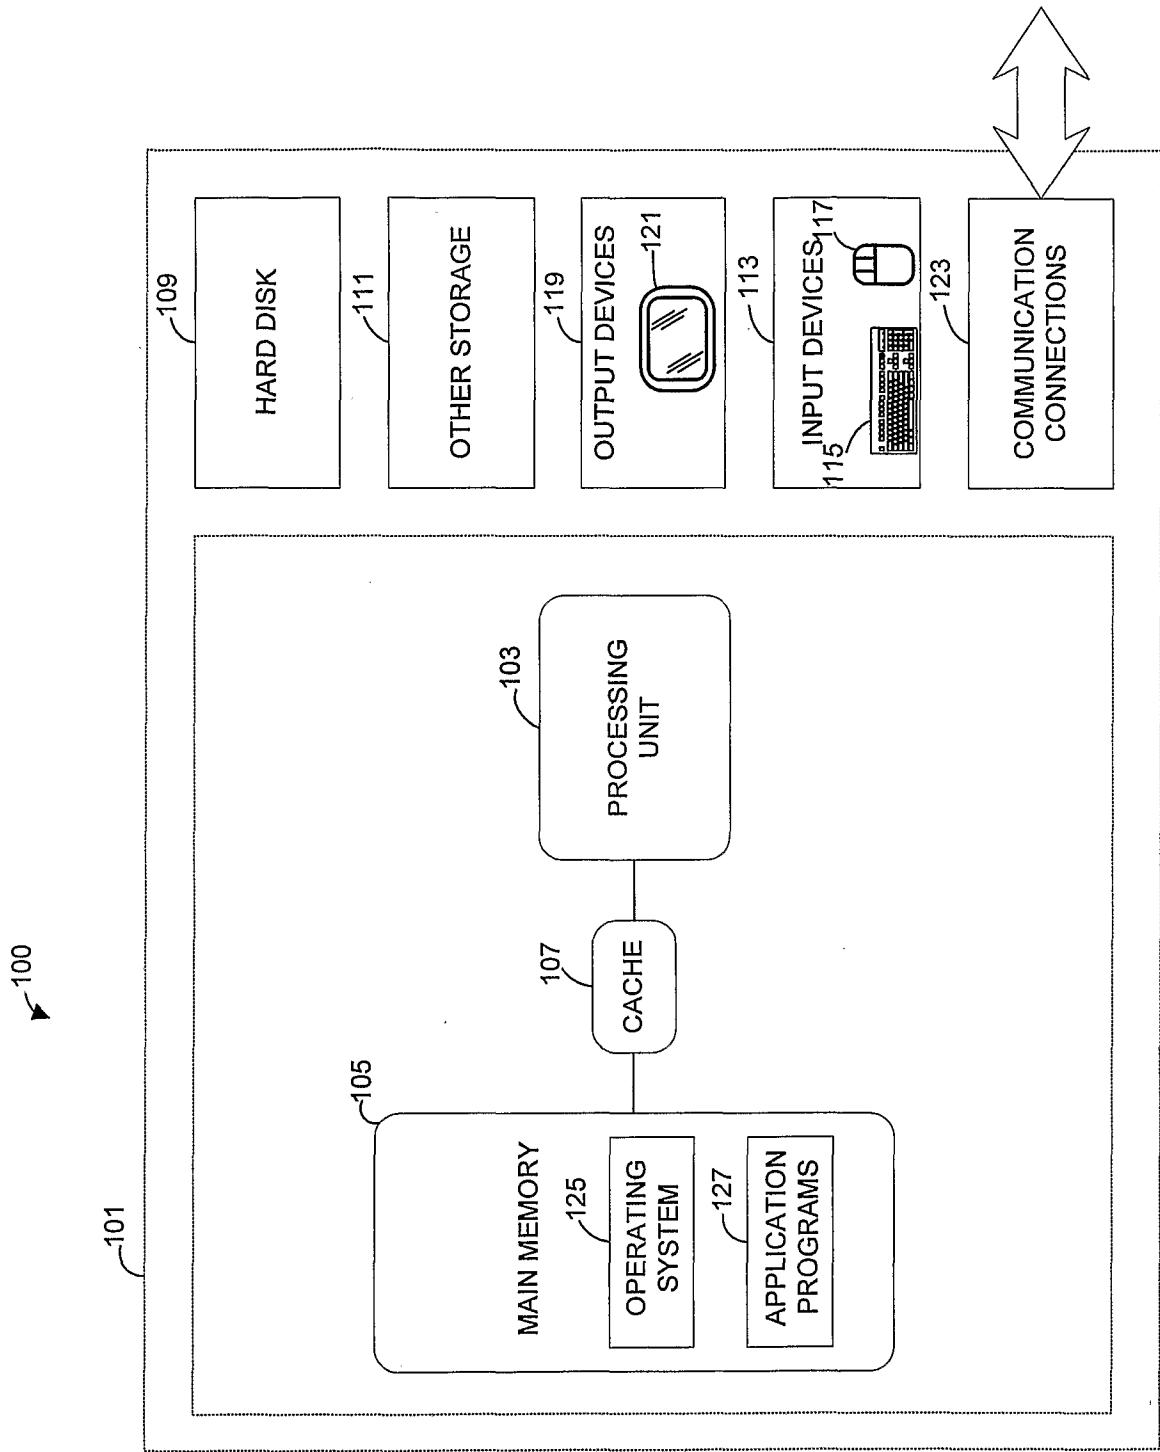 100
101
105
MAIN MEMORY
125
OPERATING
SYSTEM
127
APPLICATION
PROGRAMS
107
CACHE
103
PROCESSING
UNIT
109
HARD DISK
111
OTHER STORAGE
119
OUTPUT DEVICES
121
113
INPUT DEVICES
115
117
123
COMMUNICATION
CONNECTIONS